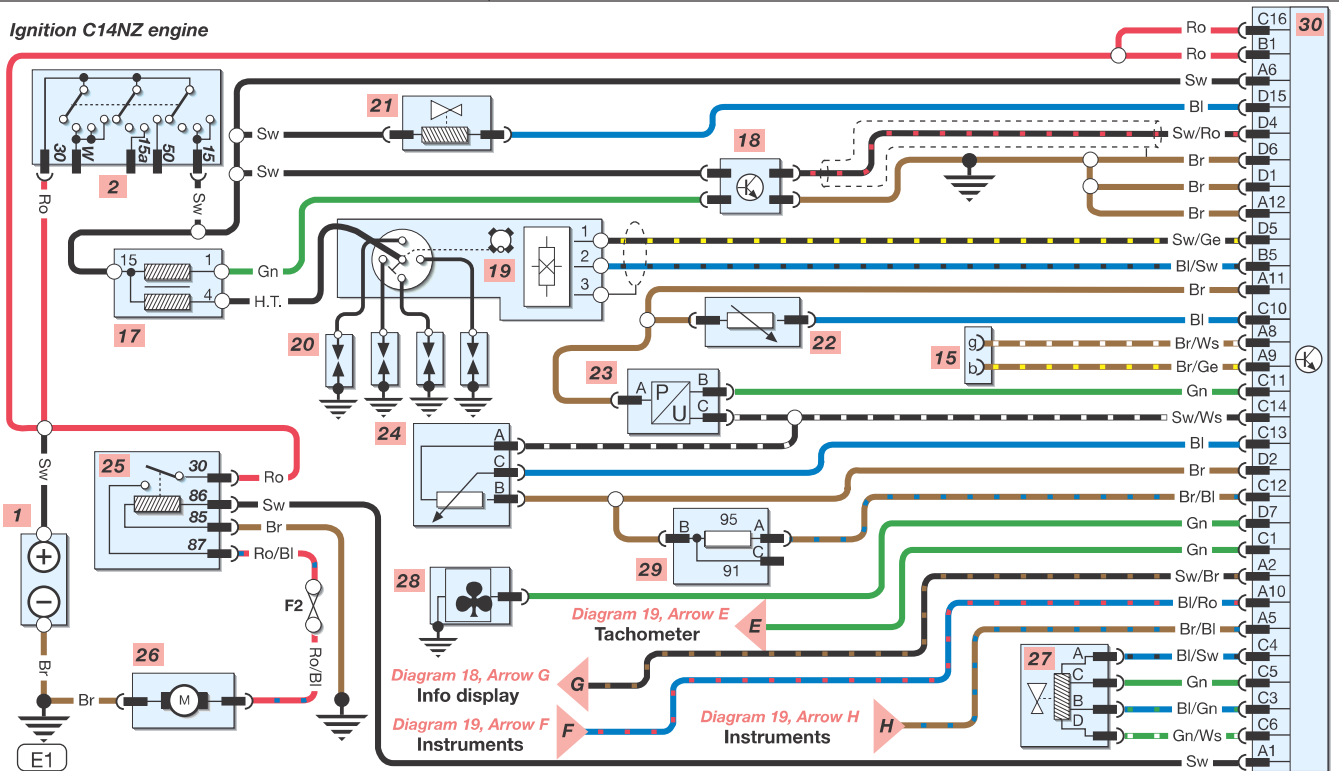 Ignition C14NZ engine
30
C16
Ro
B1
Ro
A6
Sw
D15
Bl
D4
Sw/Ro
D6
Br
D1
Br
A12
Br
D5
Sw/Ge
B5
Bl/Sw
A11
Br
C10
Bl
A8
Br/Ws
A9
Br/Ge
C11
Gn
C14
Sw/Ws
C13
Bl
D2
Br
C12
Br/Bl
D7
Gn
C1
Gn
A2
Sw/Br
A10
Bl/Ro
A5
Br/Bl
C4
Bl/Sw
C5
Gn
C3
Bl/Gn
C6
Gn/Ws
A1
Sw
30 W 15a 50 15
2
Ro
Sw
21
Sw
Sw
18
15 1
4
Gn
H.T.
17
19
1
2
3
20
22
15
g
b
23
A
P
U
B
C
24
A
C
B
25
30
86
85
87
Ro
Sw
Br
Ro/Bl
F2
Ro/Bl
Sw
1
+
−
Br
E1
Br
26
M
29
B
95
A
C
91
28
Diagram 19, Arrow E
Tachometer
E
Diagram 18, Arrow G
Info display
G
Diagram 19, Arrow F
Instruments
F
Diagram 19, Arrow H
Instruments
H
27
A
C
B
D